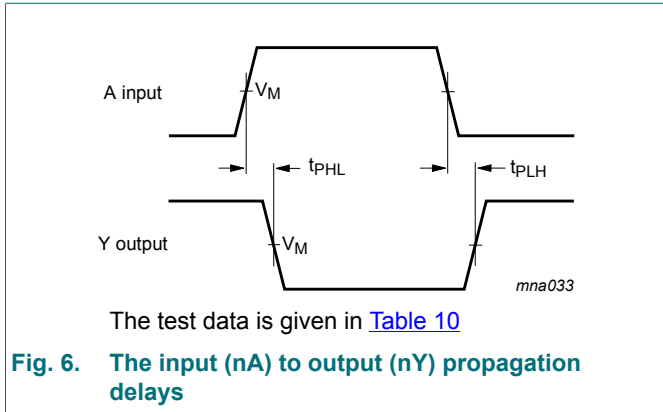 A input
VM
tPHL
tPLH
Y output
VM
mna033
The test data is given in Table 10
Fig. 6. The input (nA) to output (nY) propagation
delays